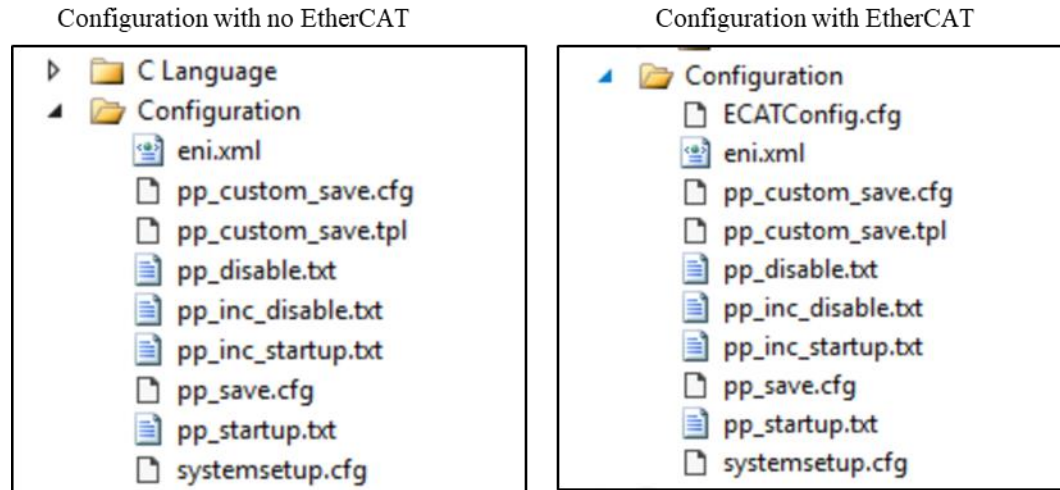 Configuration with no EtherCAT
C Language
Configuration
eni.xml
pp_custom_save.cfg
pp_custom_save.tpl
pp_disable.txt
pp_inc_disable.txt
pp_inc_startup.txt
pp_save.cfg
pp_startup.txt
systemsetup.cfg
Configuration with EtherCAT
Configuration
ECATConfig.cfg
eni.xml
pp_custom_save.cfg
pp_custom_save.tpl
pp_disable.txt
pp_inc_disable.txt
pp_inc_startup.txt
pp_save.cfg
pp_startup.txt
systemsetup.cfg